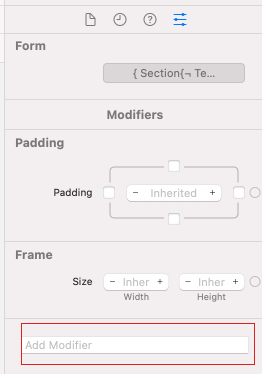 Form
{ Section{¬ Te...
Modifiers
Padding
Padding
− Inherited +
Frame
Size − Inher + − Inher +
Width Height
Add Modifier